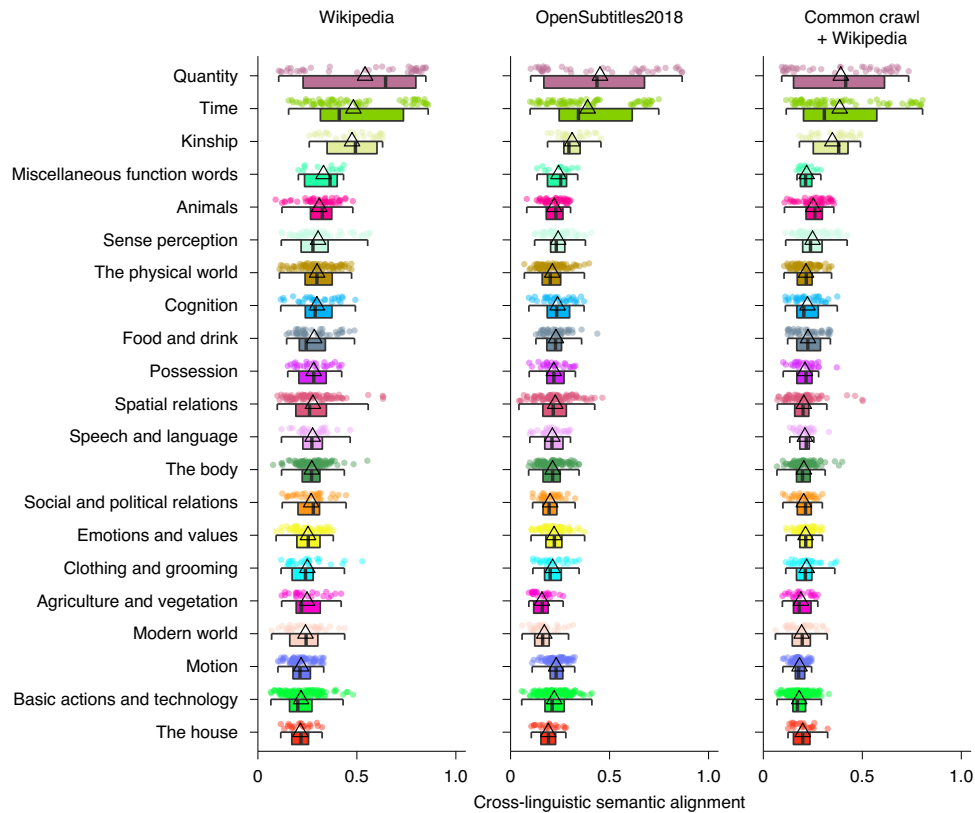 Wikipedia
OpenSubtitles2018
Common crawl
+ Wikipedia
Quantity
Time
Kinship
Miscellaneous function words
Animals
Sense perception
The physical world
Cognition
Food and drink
Possession
Spatial relations
Speech and language
The body
Social and political relations
Emotions and values
Clothing and grooming
Agriculture and vegetation
Modern world
Motion
Basic actions and technology
The house
0 0.5 1.0 0 0.5 1.0 0 0.5 1.0
Cross-linguistic semantic alignment